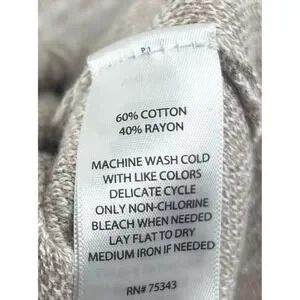 60% COTTON
40% RAYON
MACHINE WASH COLD
WITH LIKE COLORS
DELICATE CYCLE
ONLY NON-CHLORINE
BLEACH WHEN NEEDED
LAY FLAT TO DRY
MEDIUM IRON IF NEEDED
RN# 75343